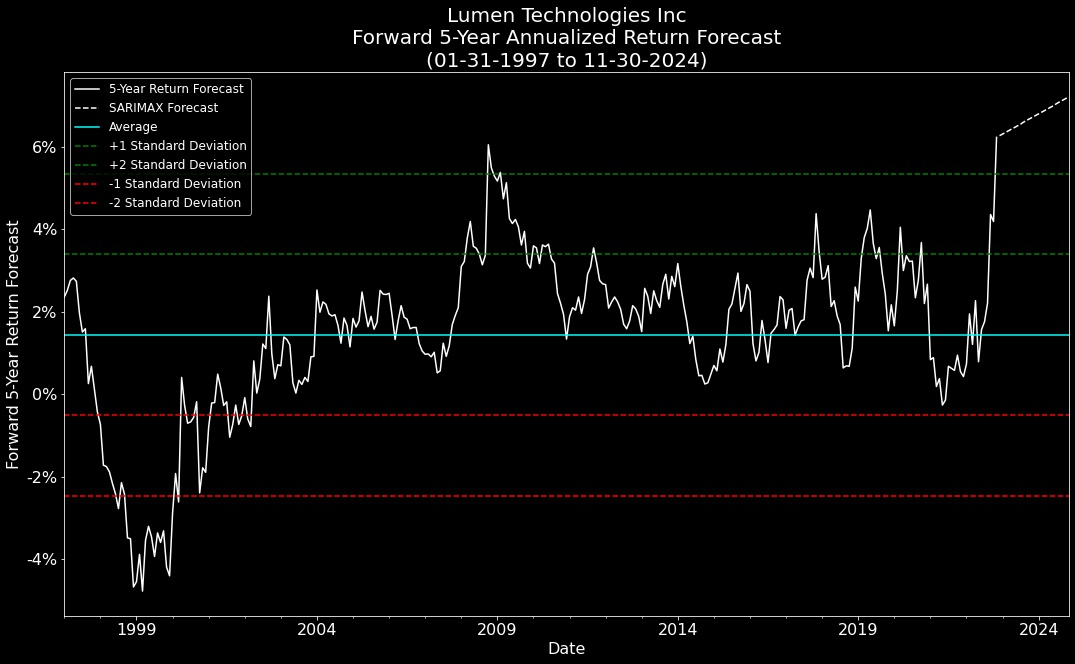 Lumen Technologies Inc
Forward 5-Year Annualized Return Forecast
(01-31-1997 to 11-30-2024)
5-Year Return Forecast
SARIMAX Forecast
Average
+1 Standard Deviation
+2 Standard Deviation
-1 Standard Deviation
-2 Standard Deviation
Forward 5-Year Return Forecast
6%
4%
2%
0%
-2%
-4%
1999
2004
2009
2014
2019
2024
Date